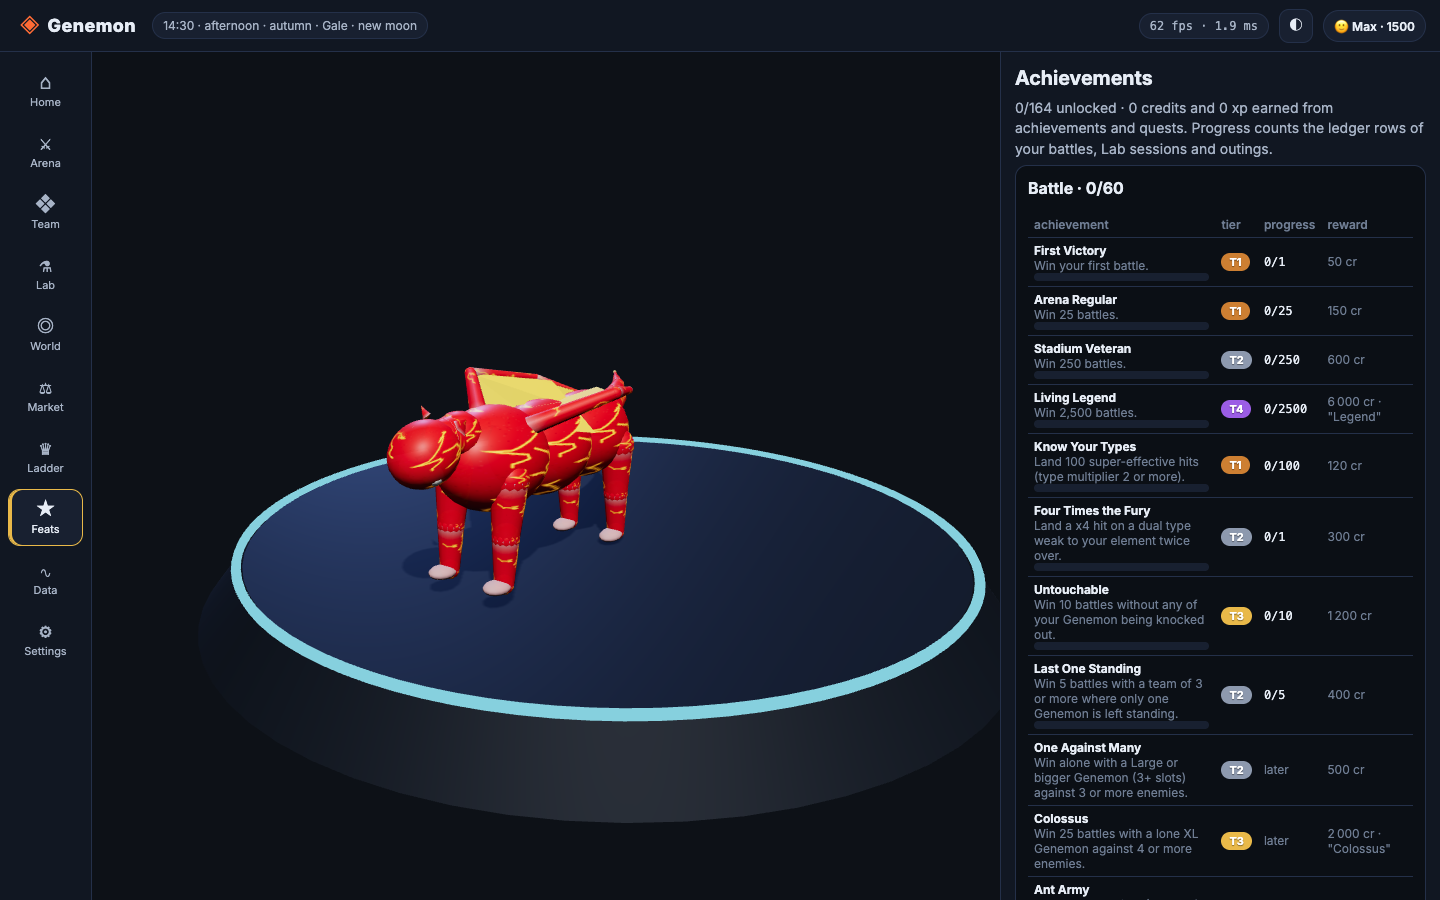 Genemon
14:30 · afternoon · autumn · Gale · new moon
62 fps · 1.9 ms
Max · 1500
Home
Arena
Team
Lab
World
Market
Ladder
Feats
Data
Settings
Achievements
0/164 unlocked · 0 credits and 0 xp earned from
achievements and quests. Progress counts the ledger rows of
your battles, Lab sessions and outings.
Battle · 0/60
achievement tier progress reward
First Victory
Win your first battle.
T1 0/1 50 cr
Arena Regular
Win 25 battles.
T1 0/25 150 cr
Stadium Veteran
Win 250 battles.
T2 0/250 600 cr
Living Legend
Win 2,500 battles.
T4 0/2500 6 000 cr ·
"Legend"
Know Your Types
Land 100 super-effective hits
(type multiplier 2 or more).
T1 0/100 120 cr
Four Times the Fury
Land a x4 hit on a dual type
weak to your element twice
over.
T2 0/1 300 cr
Untouchable
Win 10 battles without any of
your Genemon being knocked
out.
T3 0/10 1 200 cr
Last One Standing
Win 5 battles with a team of 3
or more where only one
Genemon is left standing.
T2 0/5 400 cr
One Against Many
Win alone with a Large or
bigger Genemon (3+ slots)
against 3 or more enemies.
T2 later 500 cr
Colossus
Win 25 battles with a lone XL
Genemon against 4 or more
enemies.
T3 later 2 000 cr ·
"Colossus"
Ant Army